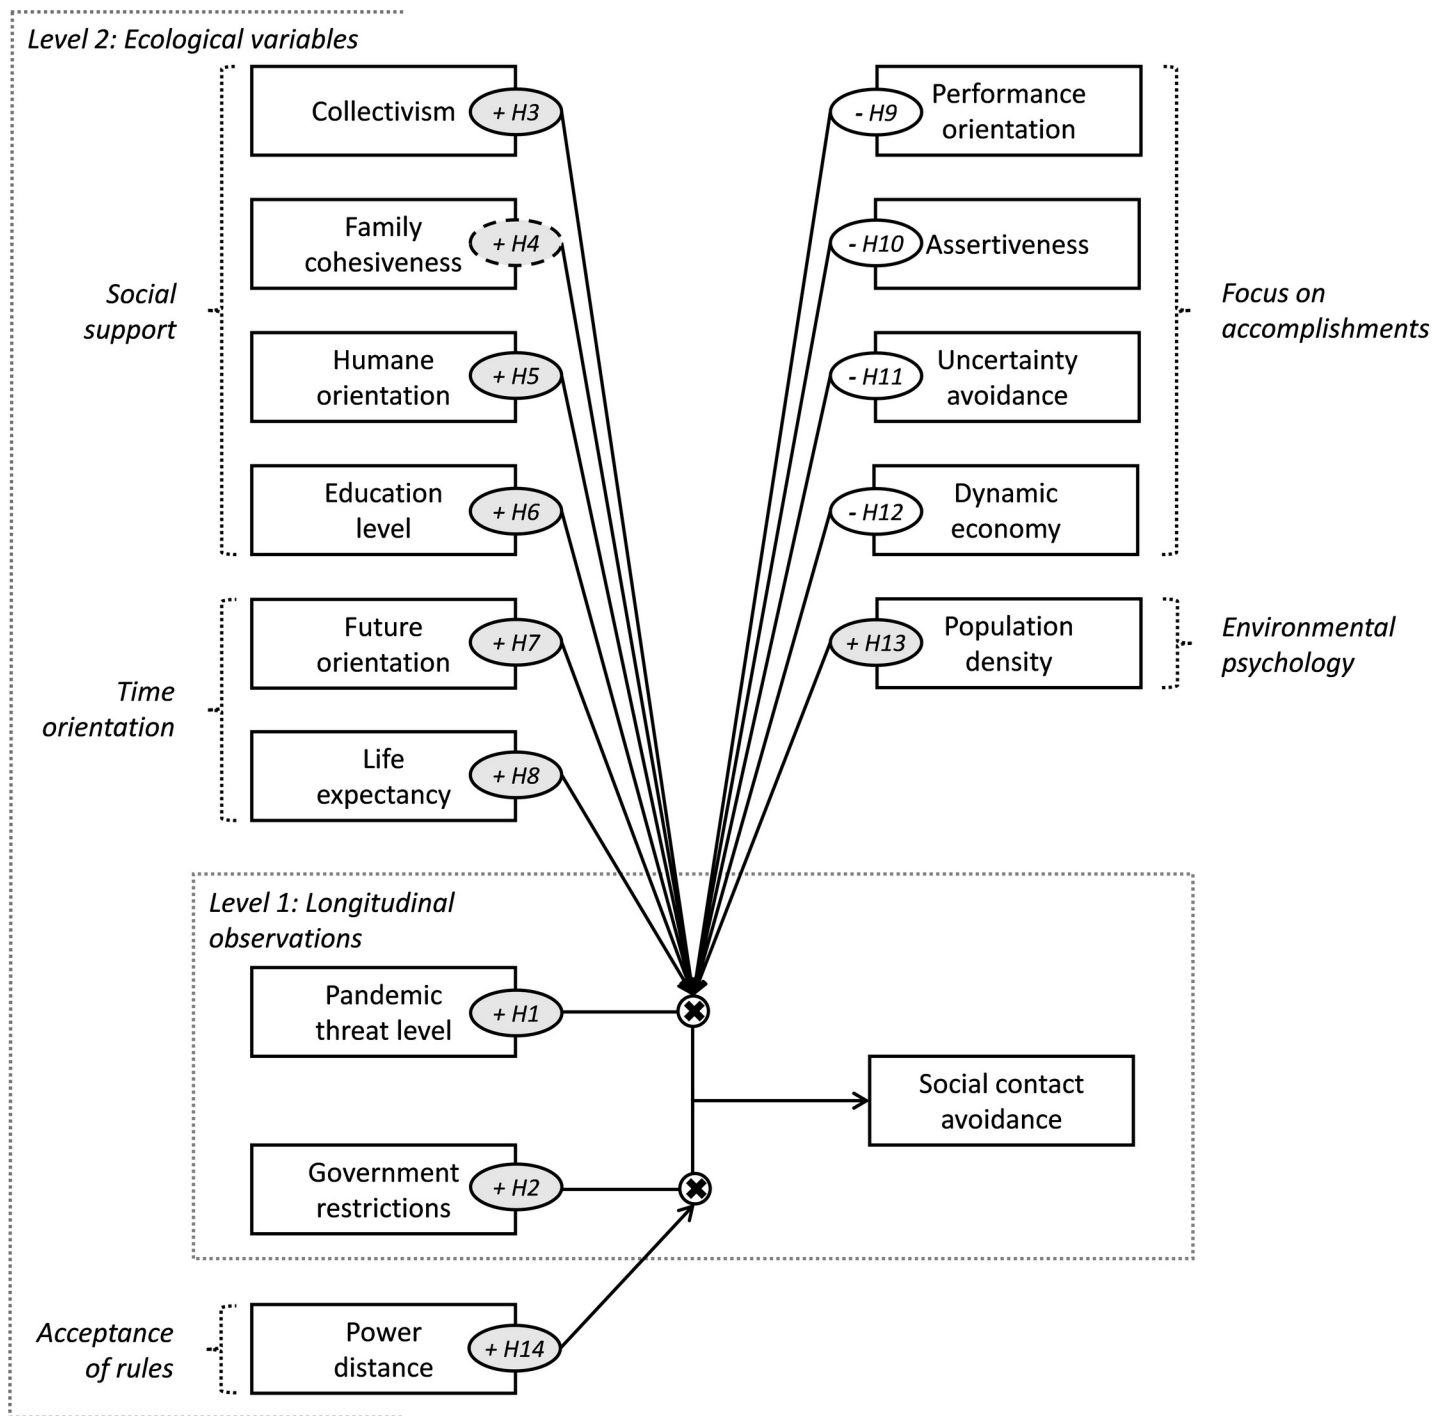 Level 2: Ecological variables
Collectivism
+ H3
Family
cohesiveness
+ H4
Humane
orientation
+ H5
Education
level
+ H6
Social
support
Future
orientation
+ H7
Life
expectancy
+ H8
Time
orientation
- H9
Performance
orientation
- H10
Assertiveness
- H11
Uncertainty
avoidance
- H12
Dynamic
economy
Focus on
accomplishments
+ H13
Population
density
Environmental
psychology
Level 1: Longitudinal
observations
Pandemic
threat level
+ H1
Government
restrictions
+ H2
Social contact
avoidance
Acceptance
of rules
Power
distance
+ H14